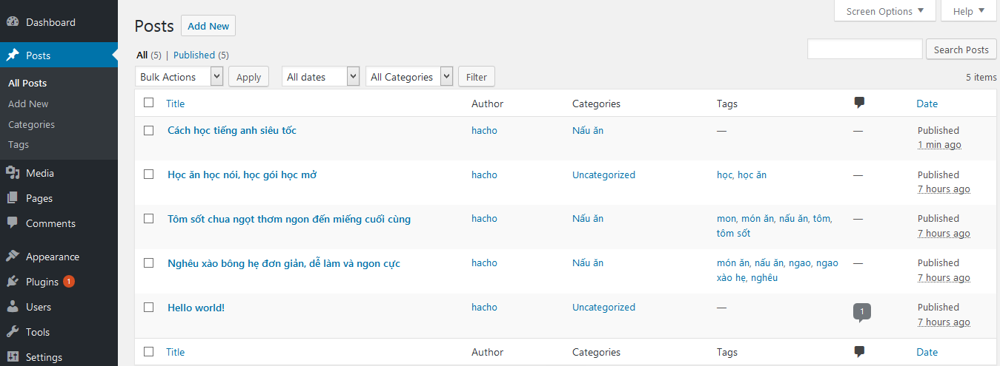 Dashboard
Posts
All Posts
Add New
Categories
Tags
Media
Pages
Comments
Appearance
Plugins 1
Users
Tools
Settings
Screen Options Help
Posts Add New
All (5) | Published (5)
Search Posts
Bulk Actions Apply All dates All Categories Filter 5 items
Title Author Categories Tags Date
Cách học tiếng anh siêu tốc hacho Nấu ăn — — Published
1 min ago
Học ăn học nói, học gói học mở hacho Uncategorized học, học ăn — Published
7 hours ago
Tôm sốt chua ngọt thơm ngon đến miếng cuối cùng hacho Nấu ăn mon, món ăn, nấu ăn, tôm, — Published
tôm sốt 7 hours ago
Nghêu xào bông hẹ đơn giản, dễ làm và ngon cực hacho Nấu ăn món ăn, nấu ăn, ngao, ngao — Published
xào hẹ, nghêu 7 hours ago
Hello world! hacho Uncategorized — 1 Published
7 hours ago
Title Author Categories Tags Date